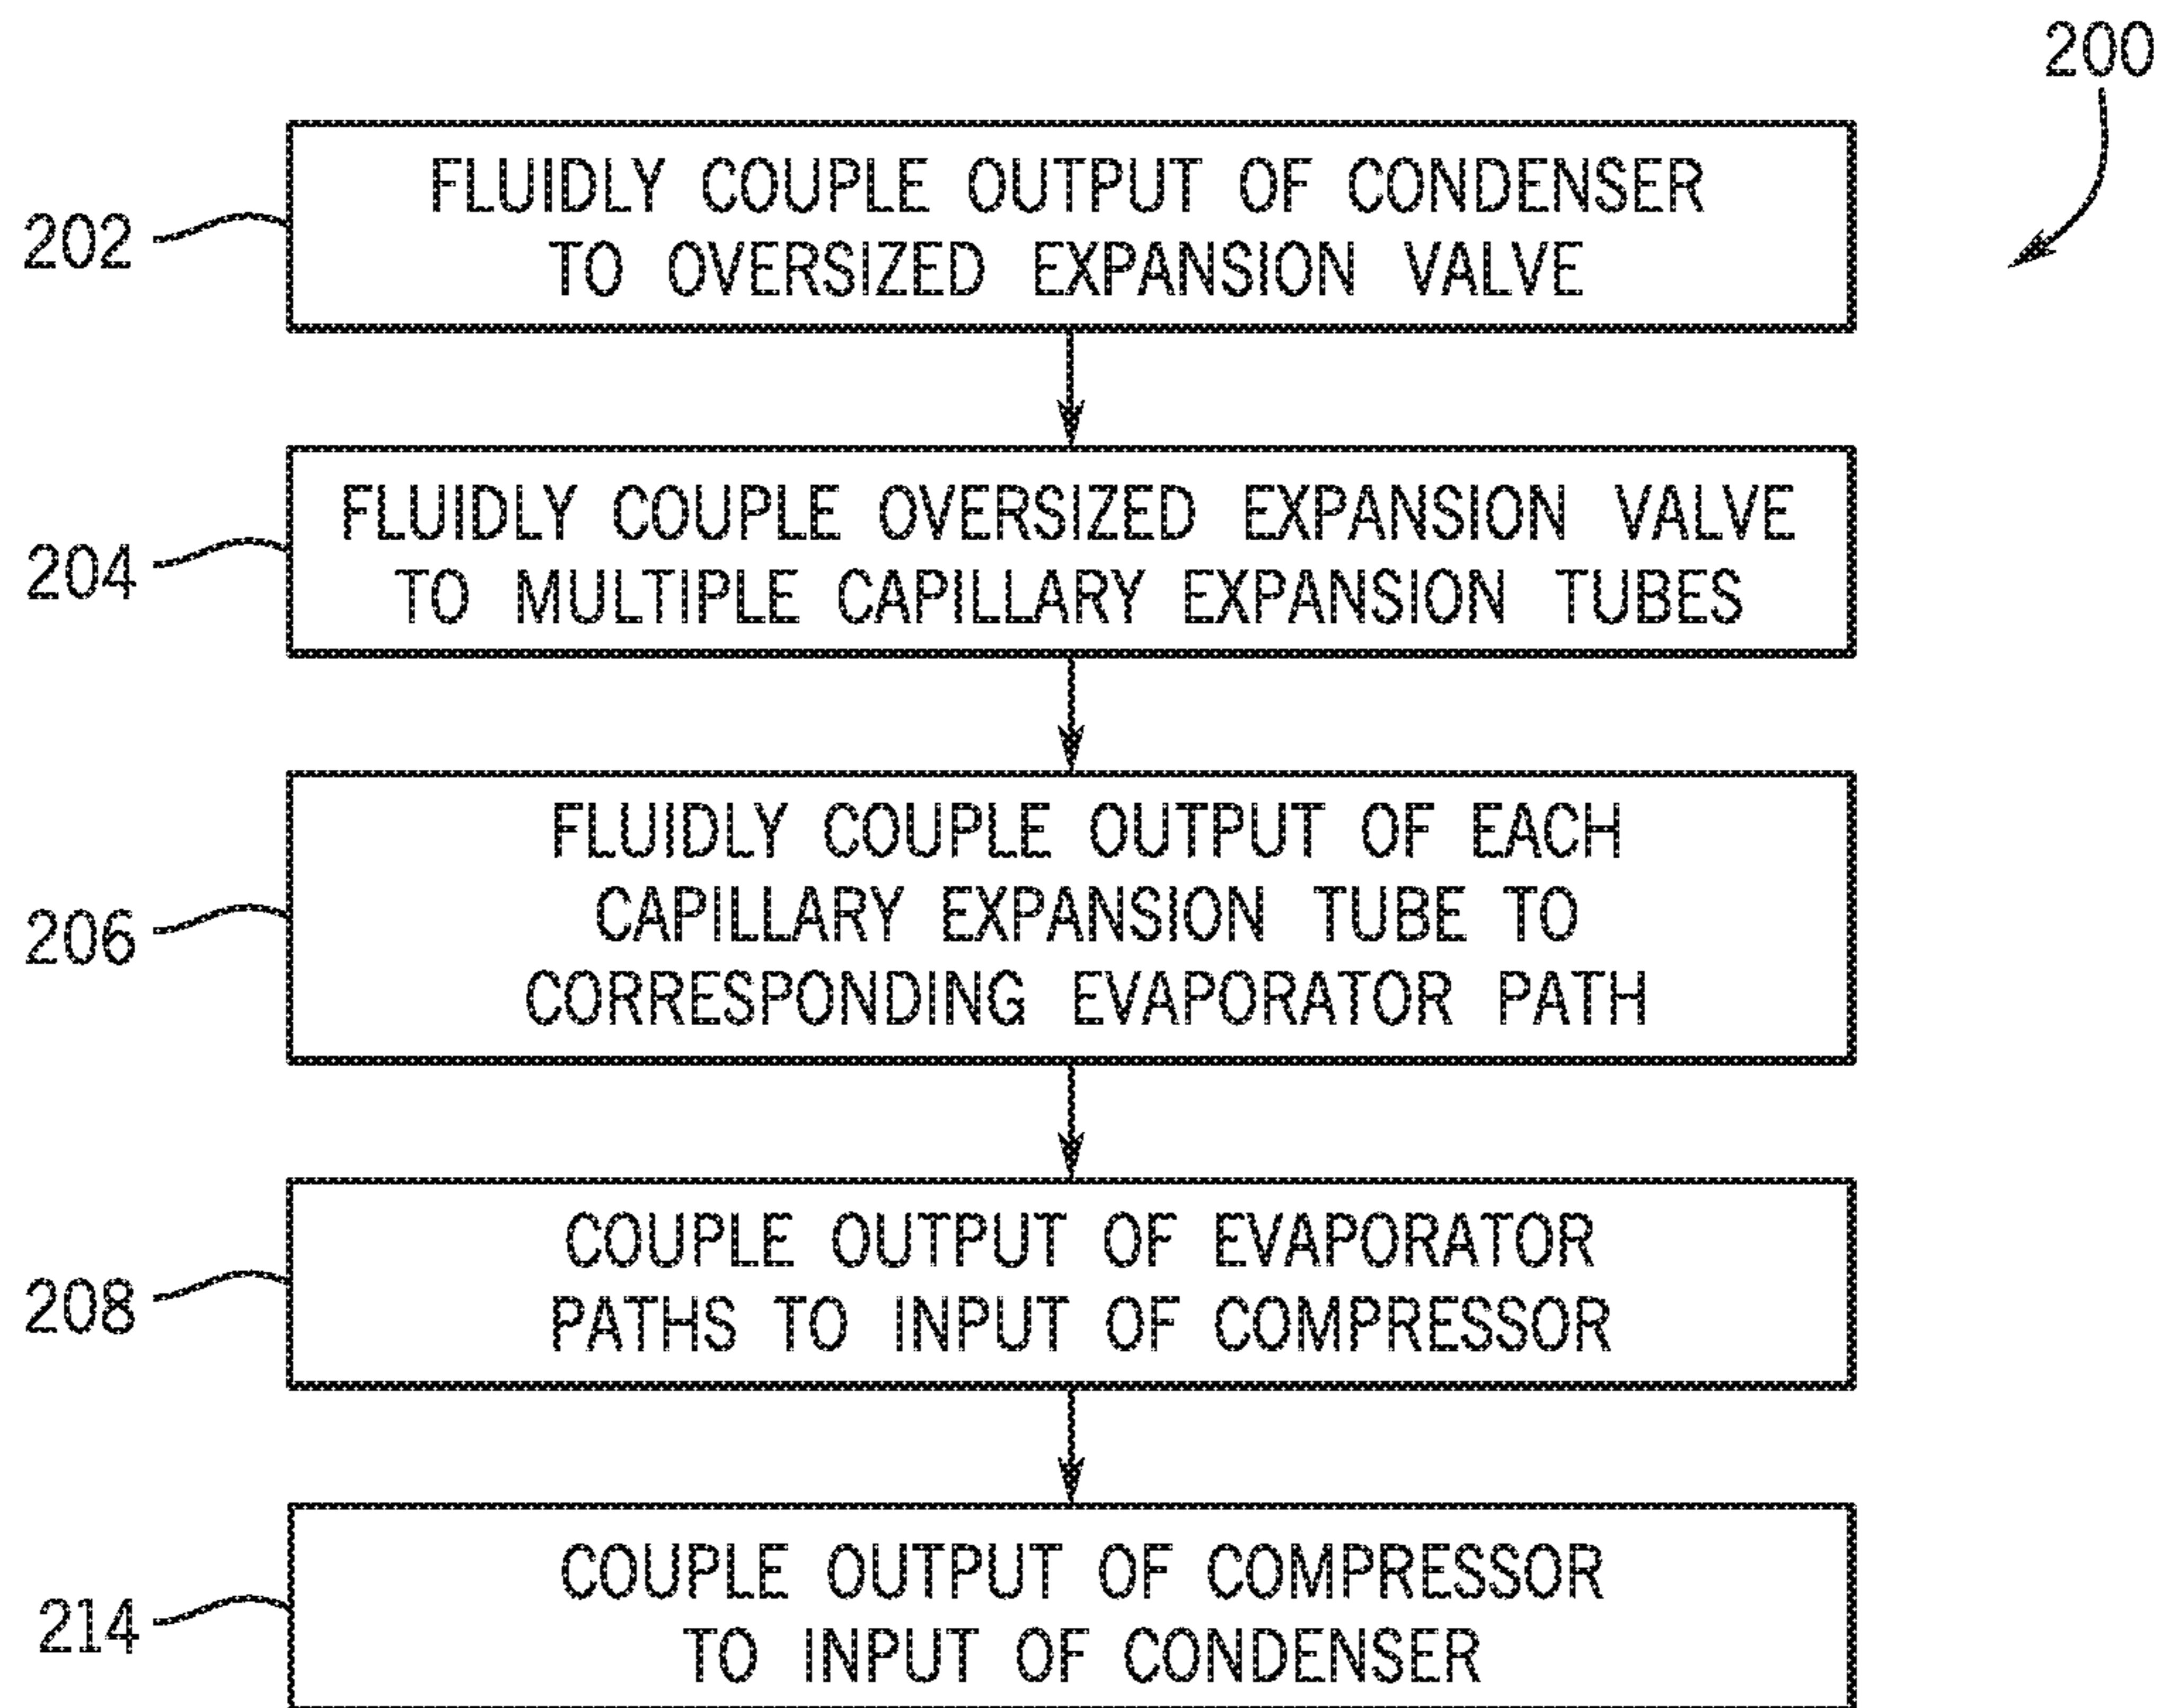 200
202
FLUIDLY COUPLE OUTPUT OF CONDENSER
TO OVERSIZED EXPANSION VALVE
204
FLUIDLY COUPLE OVERSIZED EXPANSION VALVE
TO MULTIPLE CAPILLARY EXPANSION TUBES
206
FLUIDLY COUPLE OUTPUT OF EACH
CAPILLARY EXPANSION TUBE TO
CORRESPONDING EVAPORATOR PATH
208
COUPLE OUTPUT OF EVAPORATOR
PATHS TO INPUT OF COMPRESSOR
214
COUPLE OUTPUT OF COMPRESSOR
TO INPUT OF CONDENSER